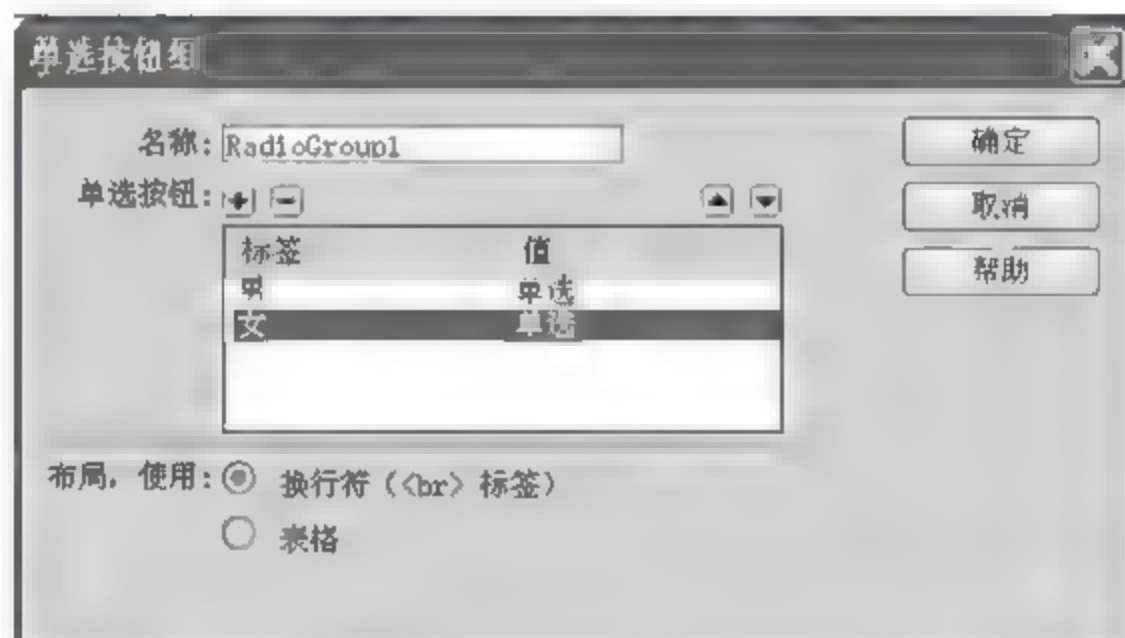 单选按钮组
名称: RadioGroup1
确定
单选按钮:
取消
标签 值
帮助
男 单选
女 单选
布局，使用: 换行符 (<br> 标签)
表格